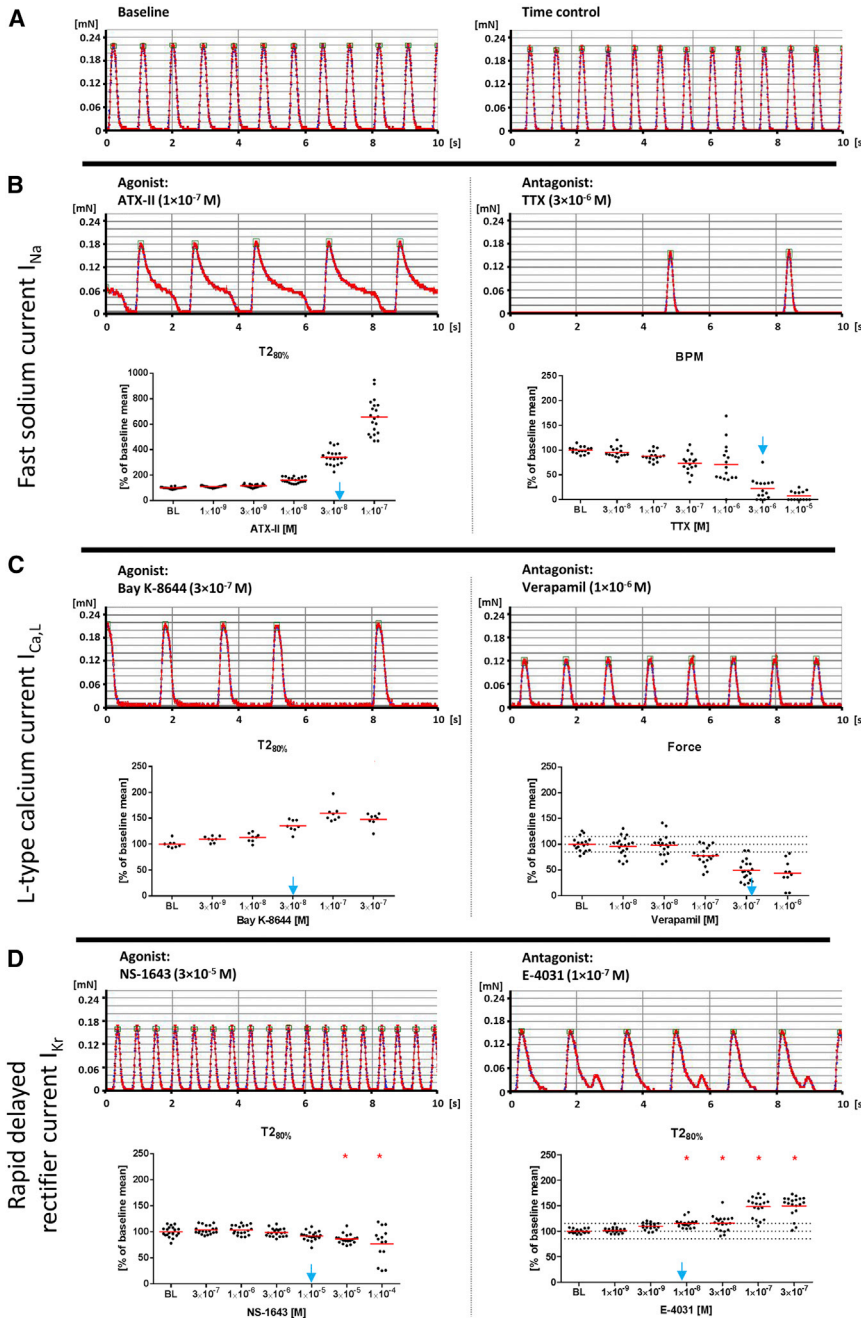 A
Baseline
Time control
[mN]
0.24
0.18
0.12
0.06
0
0 2 4 6 8 10 [s]
[mN]
0.24
0.18
0.12
0.06
0
0 2 4 6 8 10 [s]
B
Fast sodium current I_Na
Agonist:
ATX-II (1×10⁻⁷ M)
[mN]
0.24
0.18
0.12
0.06
0
0 2 4 6 8 10 [s]
T2₈₀%
[% of baseline mean]
1000
800
600
400
200
0
BL 1×10⁻⁹ 3×10⁻⁹ 1×10⁻⁸ 3×10⁻⁸ 1×10⁻⁷
ATX-II [M]
Antagonist:
TTX (3×10⁻⁶ M)
[mN]
0.24
0.18
0.12
0.06
0
0 2 4 6 8 10 [s]
BPM
[% of baseline mean]
250
200
150
100
50
0
BL 3×10⁻⁸ 1×10⁻⁷ 3×10⁻⁷ 1×10⁻⁶ 3×10⁻⁶ 1×10⁻⁵
TTX [M]
C
L-type calcium current I_Ca,L
Agonist:
Bay K-8644 (3×10⁻⁷ M)
[mN]
0.24
0.18
0.12
0.06
0
2 4 6 8 10 [s]
T2₈₀%
[% of baseline mean]
250
200
150
100
50
0
BL 3×10⁻⁹ 1×10⁻⁸ 3×10⁻⁸ 1×10⁻⁷ 3×10⁻⁷
Bay K-8644 [M]
Antagonist:
Verapamil (1×10⁻⁶ M)
[mN]
0.24
0.18
0.12
0.06
0
0 2 4 6 8 10 [s]
Force
[% of baseline mean]
250
200
150
100
50
0
BL 1×10⁻⁸ 3×10⁻⁸ 1×10⁻⁷ 3×10⁻⁷ 1×10⁻⁶
Verapamil [M]
D
Rapid delayed
rectifier current I_Kr
Agonist:
NS-1643 (3×10⁻⁵ M)
[mN]
0.24
0.18
0.12
0.06
0
0 2 4 6 8 10 [s]
T2₈₀%
* *
[% of baseline mean]
250
200
150
100
50
0
BL 3×10⁻⁷ 1×10⁻⁶ 3×10⁻⁶ 1×10⁻⁵ 3×10⁻⁵ 1×10⁻⁴
NS-1643 [M]
Antagonist:
E-4031 (1×10⁻⁷ M)
[mN]
0.24
0.18
0.12
0.06
0
0 2 4 6 8 10 [s]
T2₈₀%
* * * *
[% of baseline mean]
250
200
150
100
50
0
BL 1×10⁻⁹ 3×10⁻⁹ 1×10⁻⁸ 3×10⁻⁸ 1×10⁻⁷ 3×10⁻⁷
E-4031 [M]